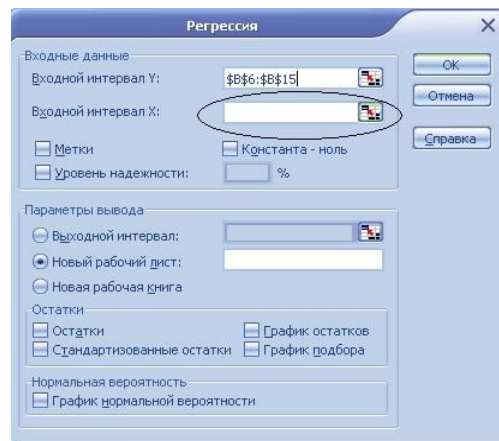 Регрессия
Входные данные
Входной интервал Y: $B$6:$B$15
Входной интервал X:
Метки
Константа - ноль
Уровень надежности: %
ОК
Отмена
Справка
Параметры вывода
Выходной интервал:
Новый рабочий лист:
Новая рабочая книга
Остатки
Остатки
График остатков
Стандартизованные остатки
График подбора
Нормальная вероятность
График нормальной вероятности